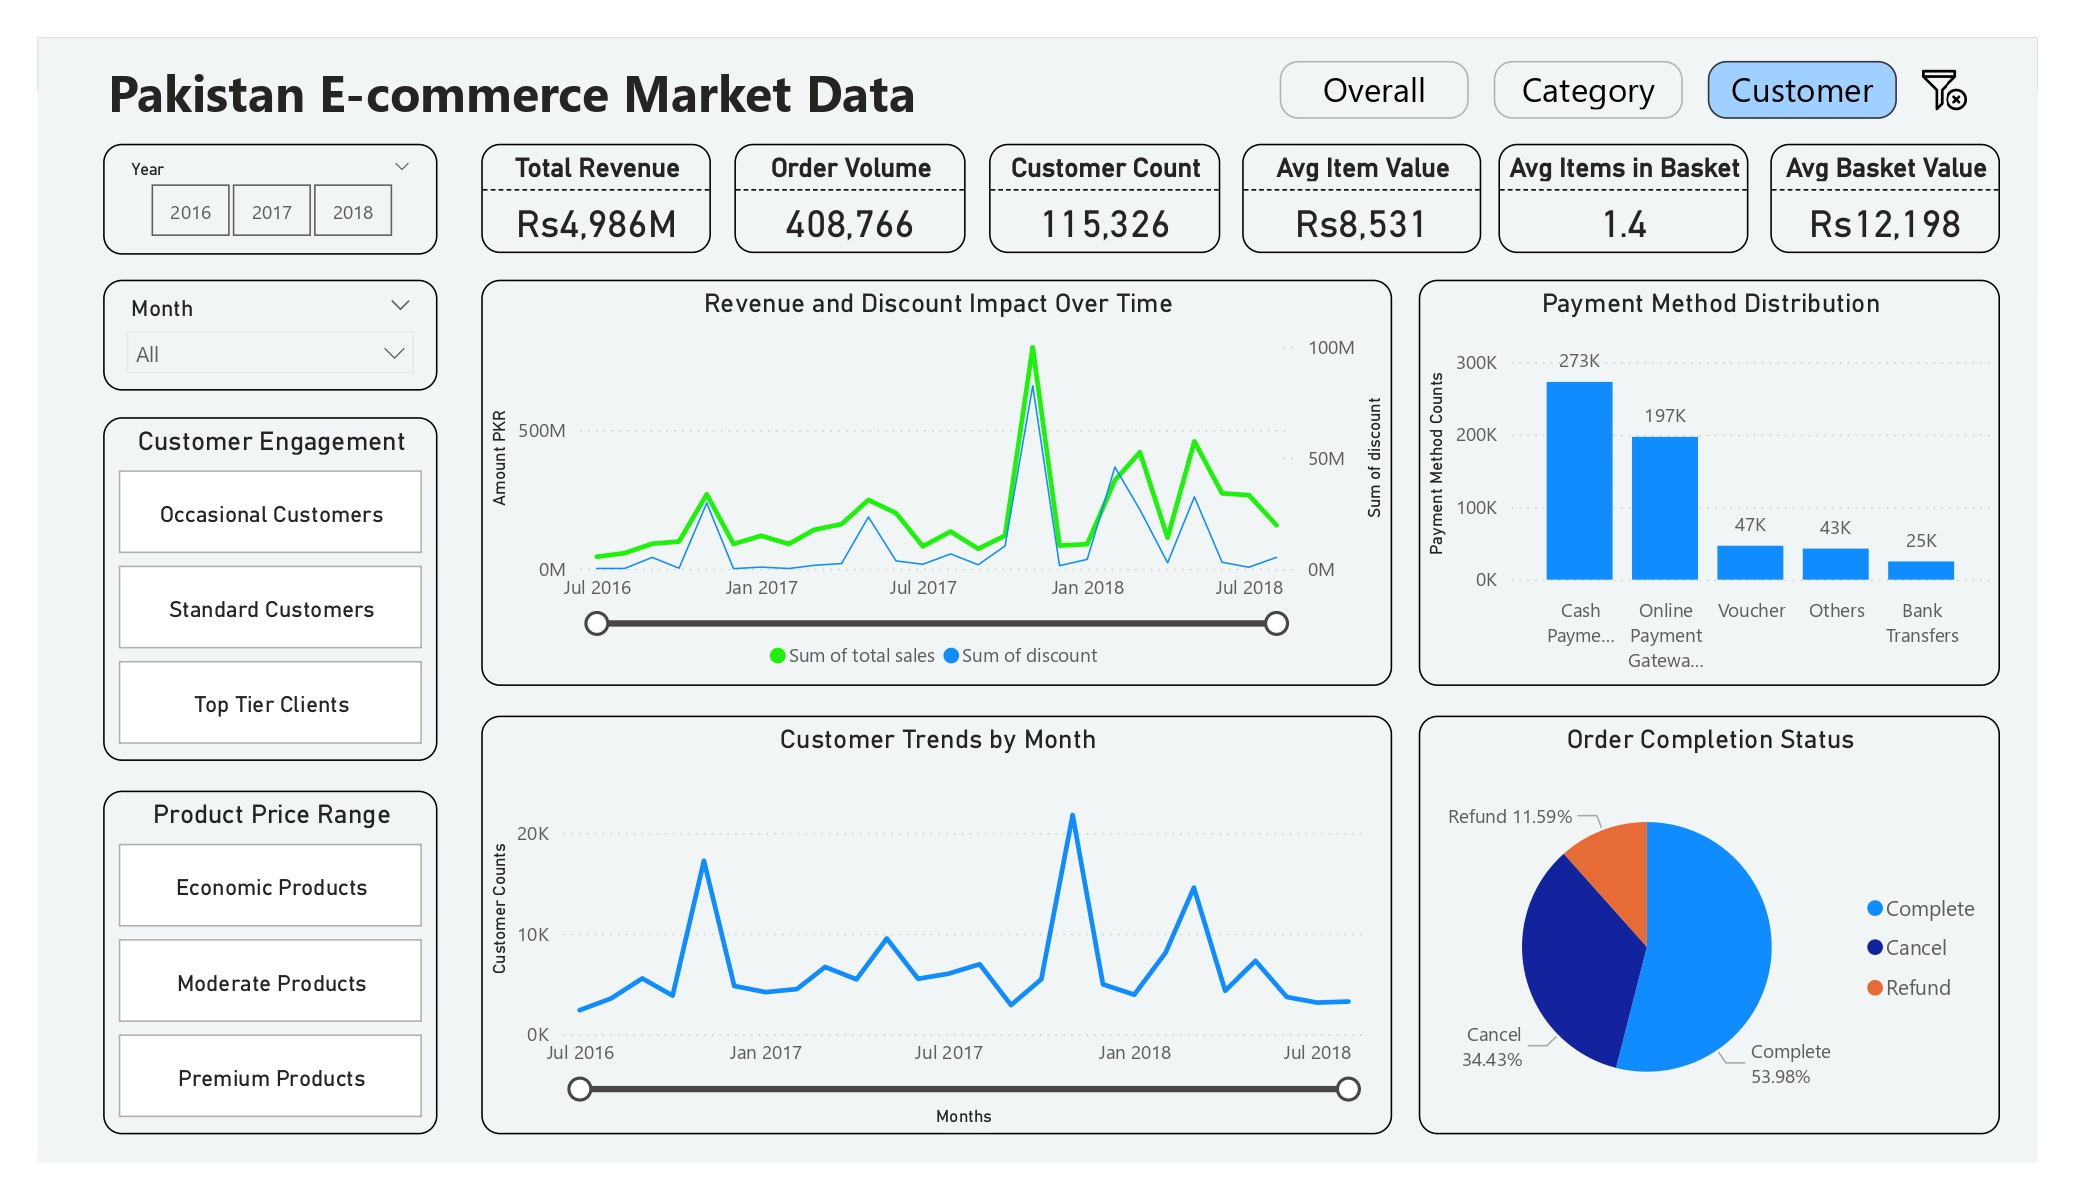 Pakistan E-commerce Market Data
Overall
Category
Customer
Year
2016
2017
2018
Total Revenue
Rs4,986M
Order Volume
408,766
Customer Count
115,326
Avg Item Value
Rs8,531
Avg Items in Basket
1.4
Avg Basket Value
Rs12,198
Month
All
Customer Engagement
Occasional Customers
Standard Customers
Top Tier Clients
Product Price Range
Economic Products
Moderate Products
Premium Products
Revenue and Discount Impact Over Time
Amount PKR
500M
0M
100M
50M
0M
Sum of discount
Jul 2016
Jan 2017
Jul 2017
Jan 2018
Jul 2018
Sum of total sales
Sum of discount
Payment Method Distribution
Payment Method Counts
300K
200K
100K
0K
273K
197K
47K
43K
25K
Cash
Payme...
Online
Payment
Gatewa...
Voucher
Others
Bank
Transfers
Customer Trends by Month
Customer Counts
20K
10K
0K
Jul 2016
Jan 2017
Jul 2017
Jan 2018
Jul 2018
Months
Order Completion Status
Refund 11.59%
Cancel
34.43%
Complete
53.98%
Complete
Cancel
Refund